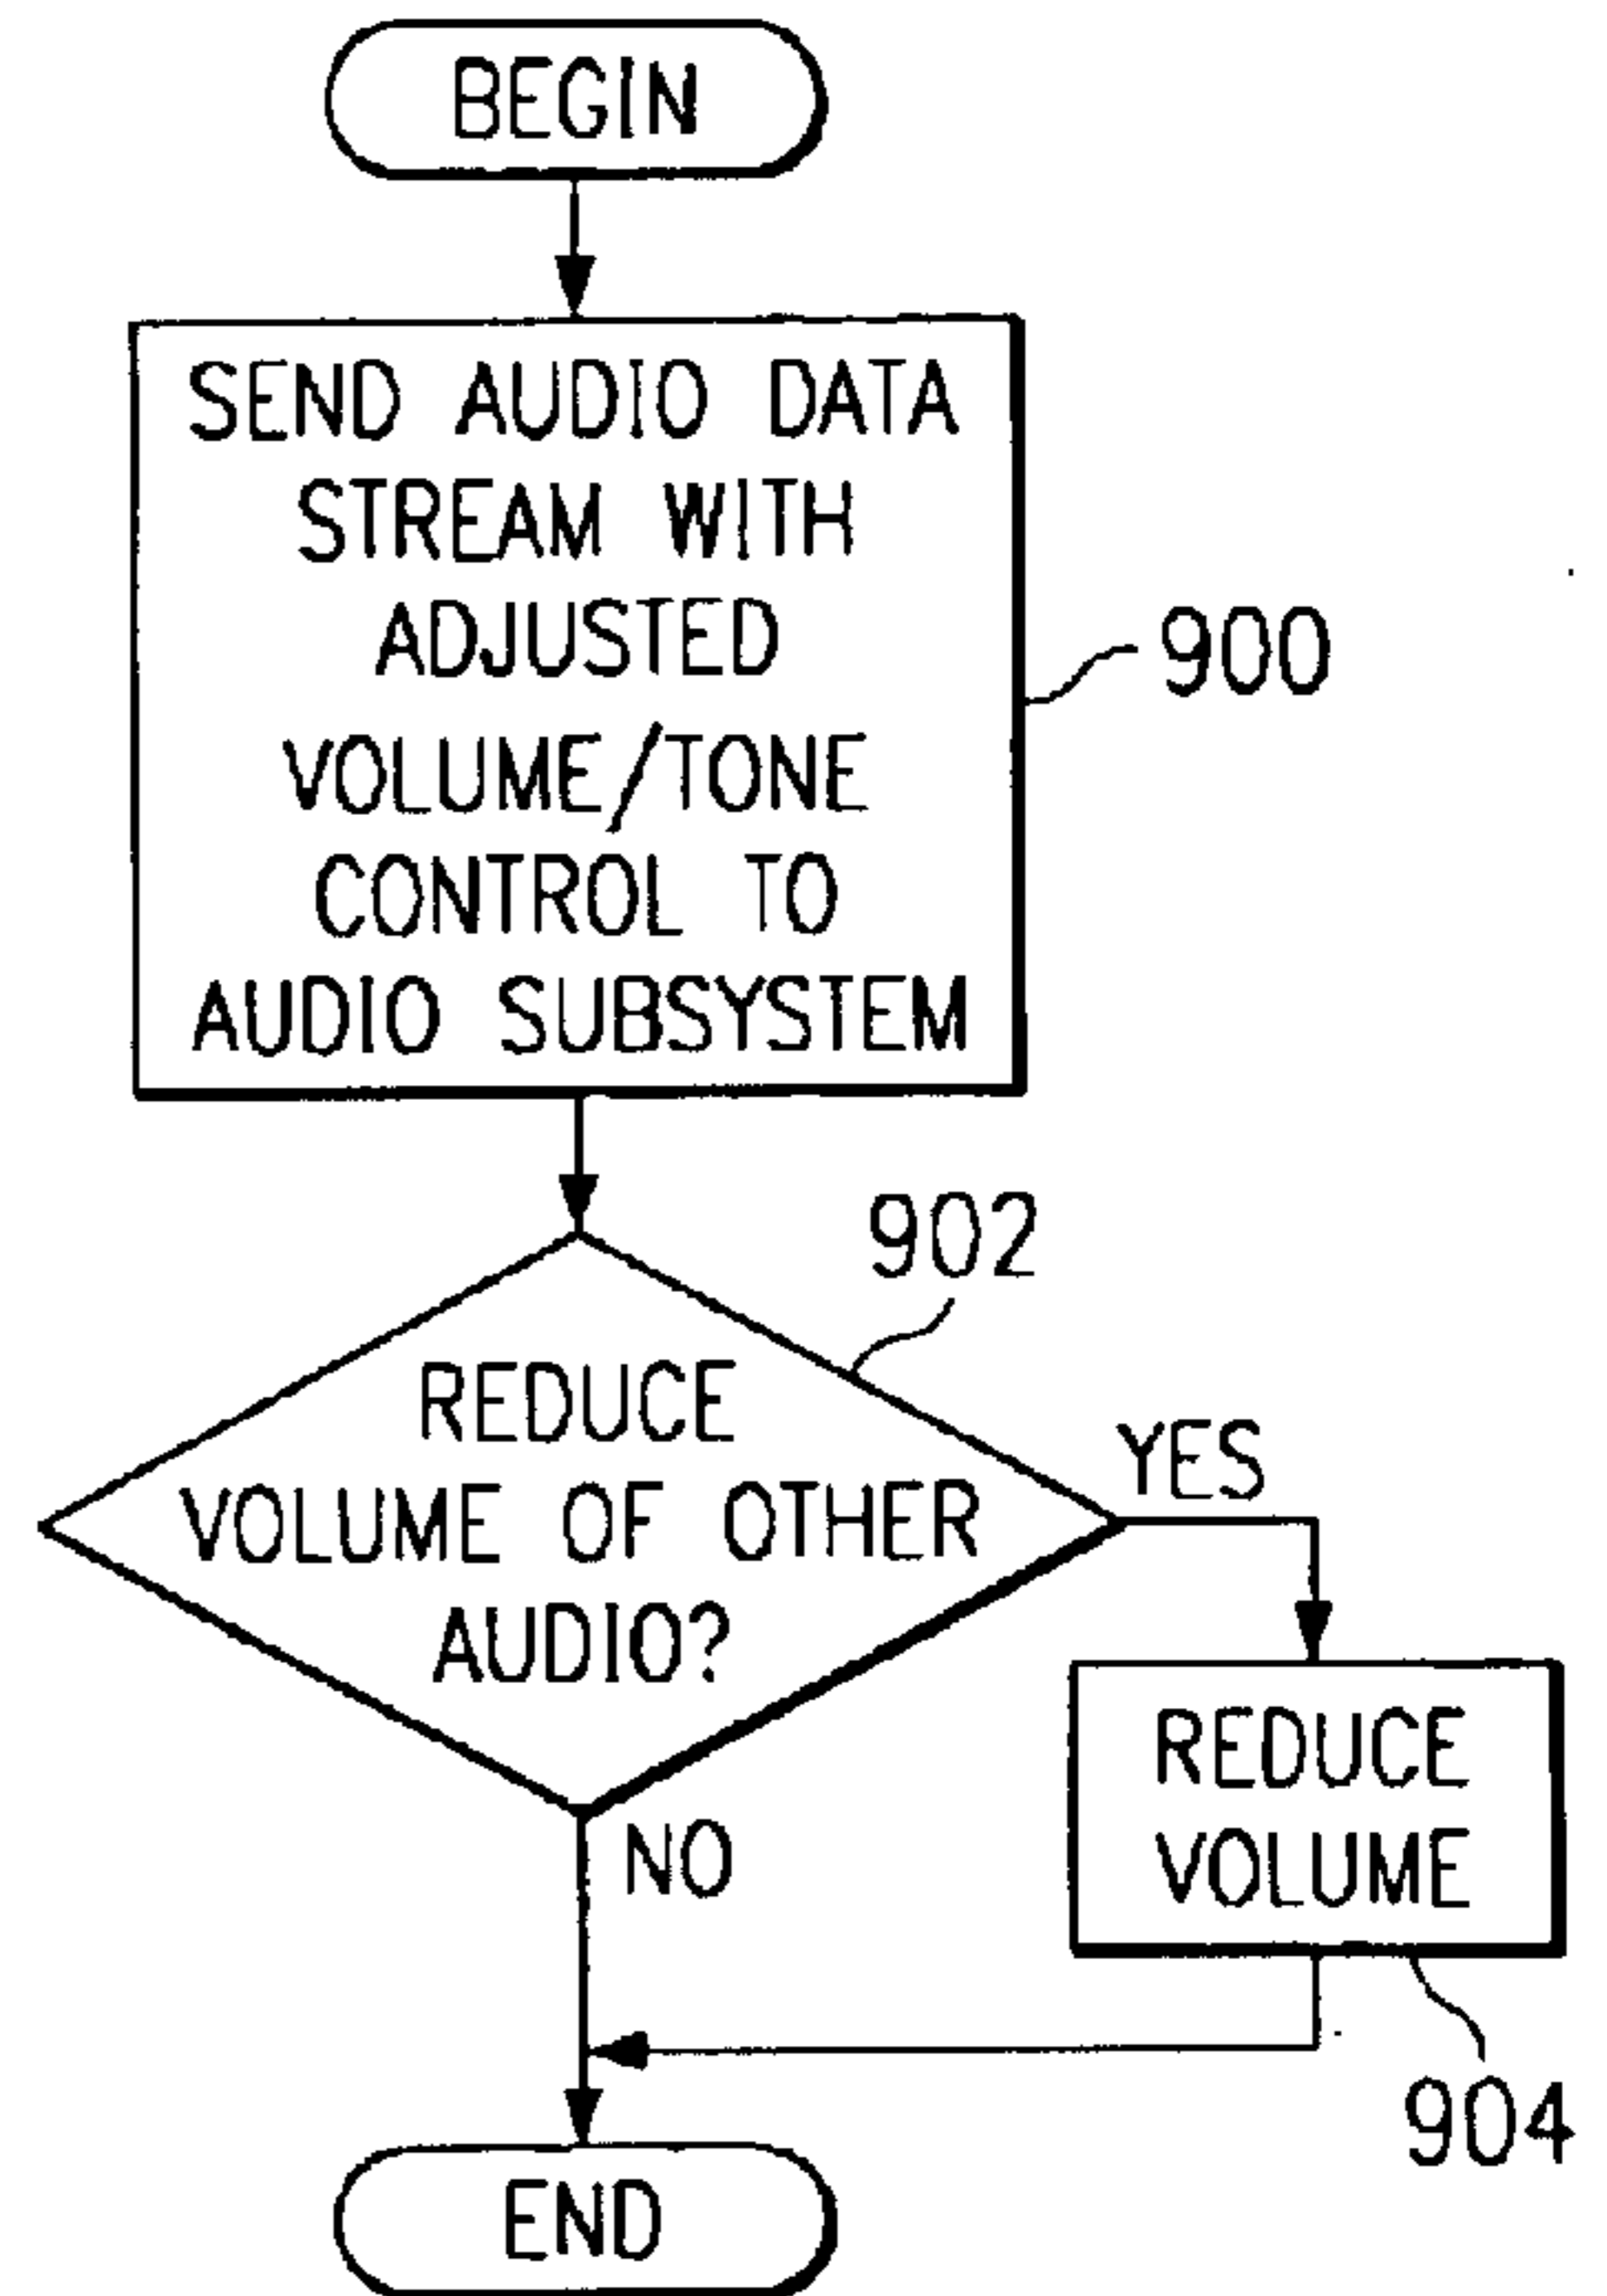 BEGIN
SEND AUDIO DATA
STREAM WITH
ADJUSTED
VOLUME/TONE
CONTROL TO
AUDIO SUBSYSTEM
900
902
REDUCE
VOLUME OF OTHER
AUDIO?
YES
NO
REDUCE
VOLUME
904
END